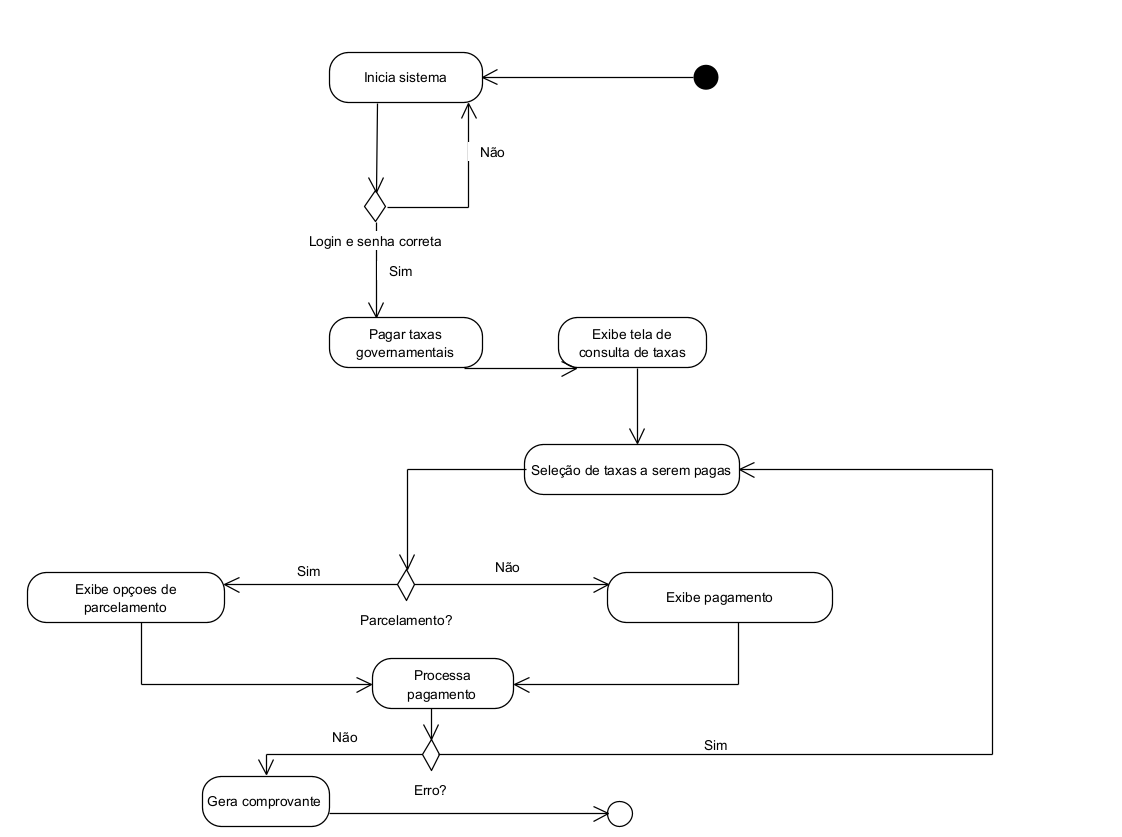 Inicia sistema
Não
Login e senha correta
Sim
Pagar taxas
governamentais
Exibe tela de
consulta de taxas
Seleção de taxas a serem pagas
Sim
Não
Exibe opçoes de
parcelamento
Exibe pagamento
Parcelamento?
Processa
pagamento
Não
Sim
Erro?
Gera comprovante